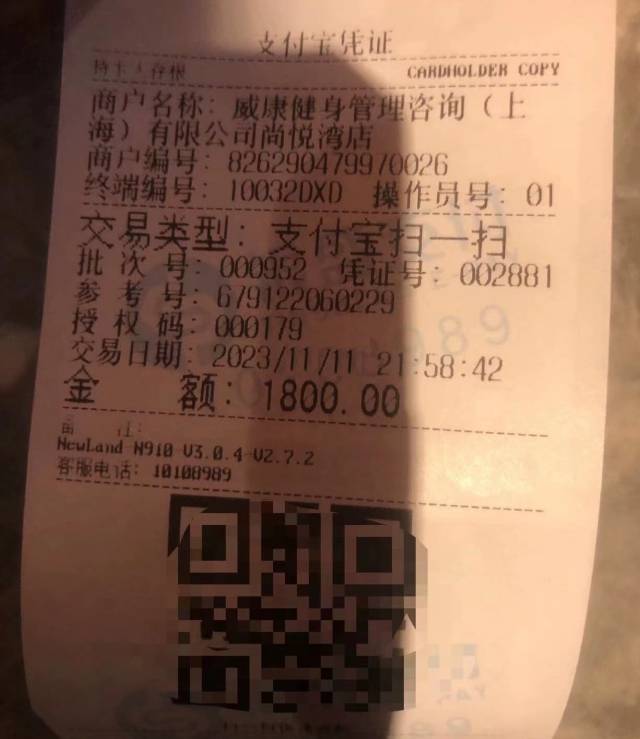 支付宝凭证
持卡人存根 CARDHOLDER COPY
商户名称: 威康健身管理咨询（上
海）有限公司尚悦湾店
商户编号: 826290479970026
终端编号: 10032DXD 操作员号: 01
交易类型: 支付宝扫一扫
批次号: 000952 凭证号: 002881
参考号: 679122060229
授权码: 000179
交易日期: 2023/11/11 21:58:42
金额: 1800.00
备注:
NewLand-N910-V3.0.4-V2.7.2
客服电话: 10108989